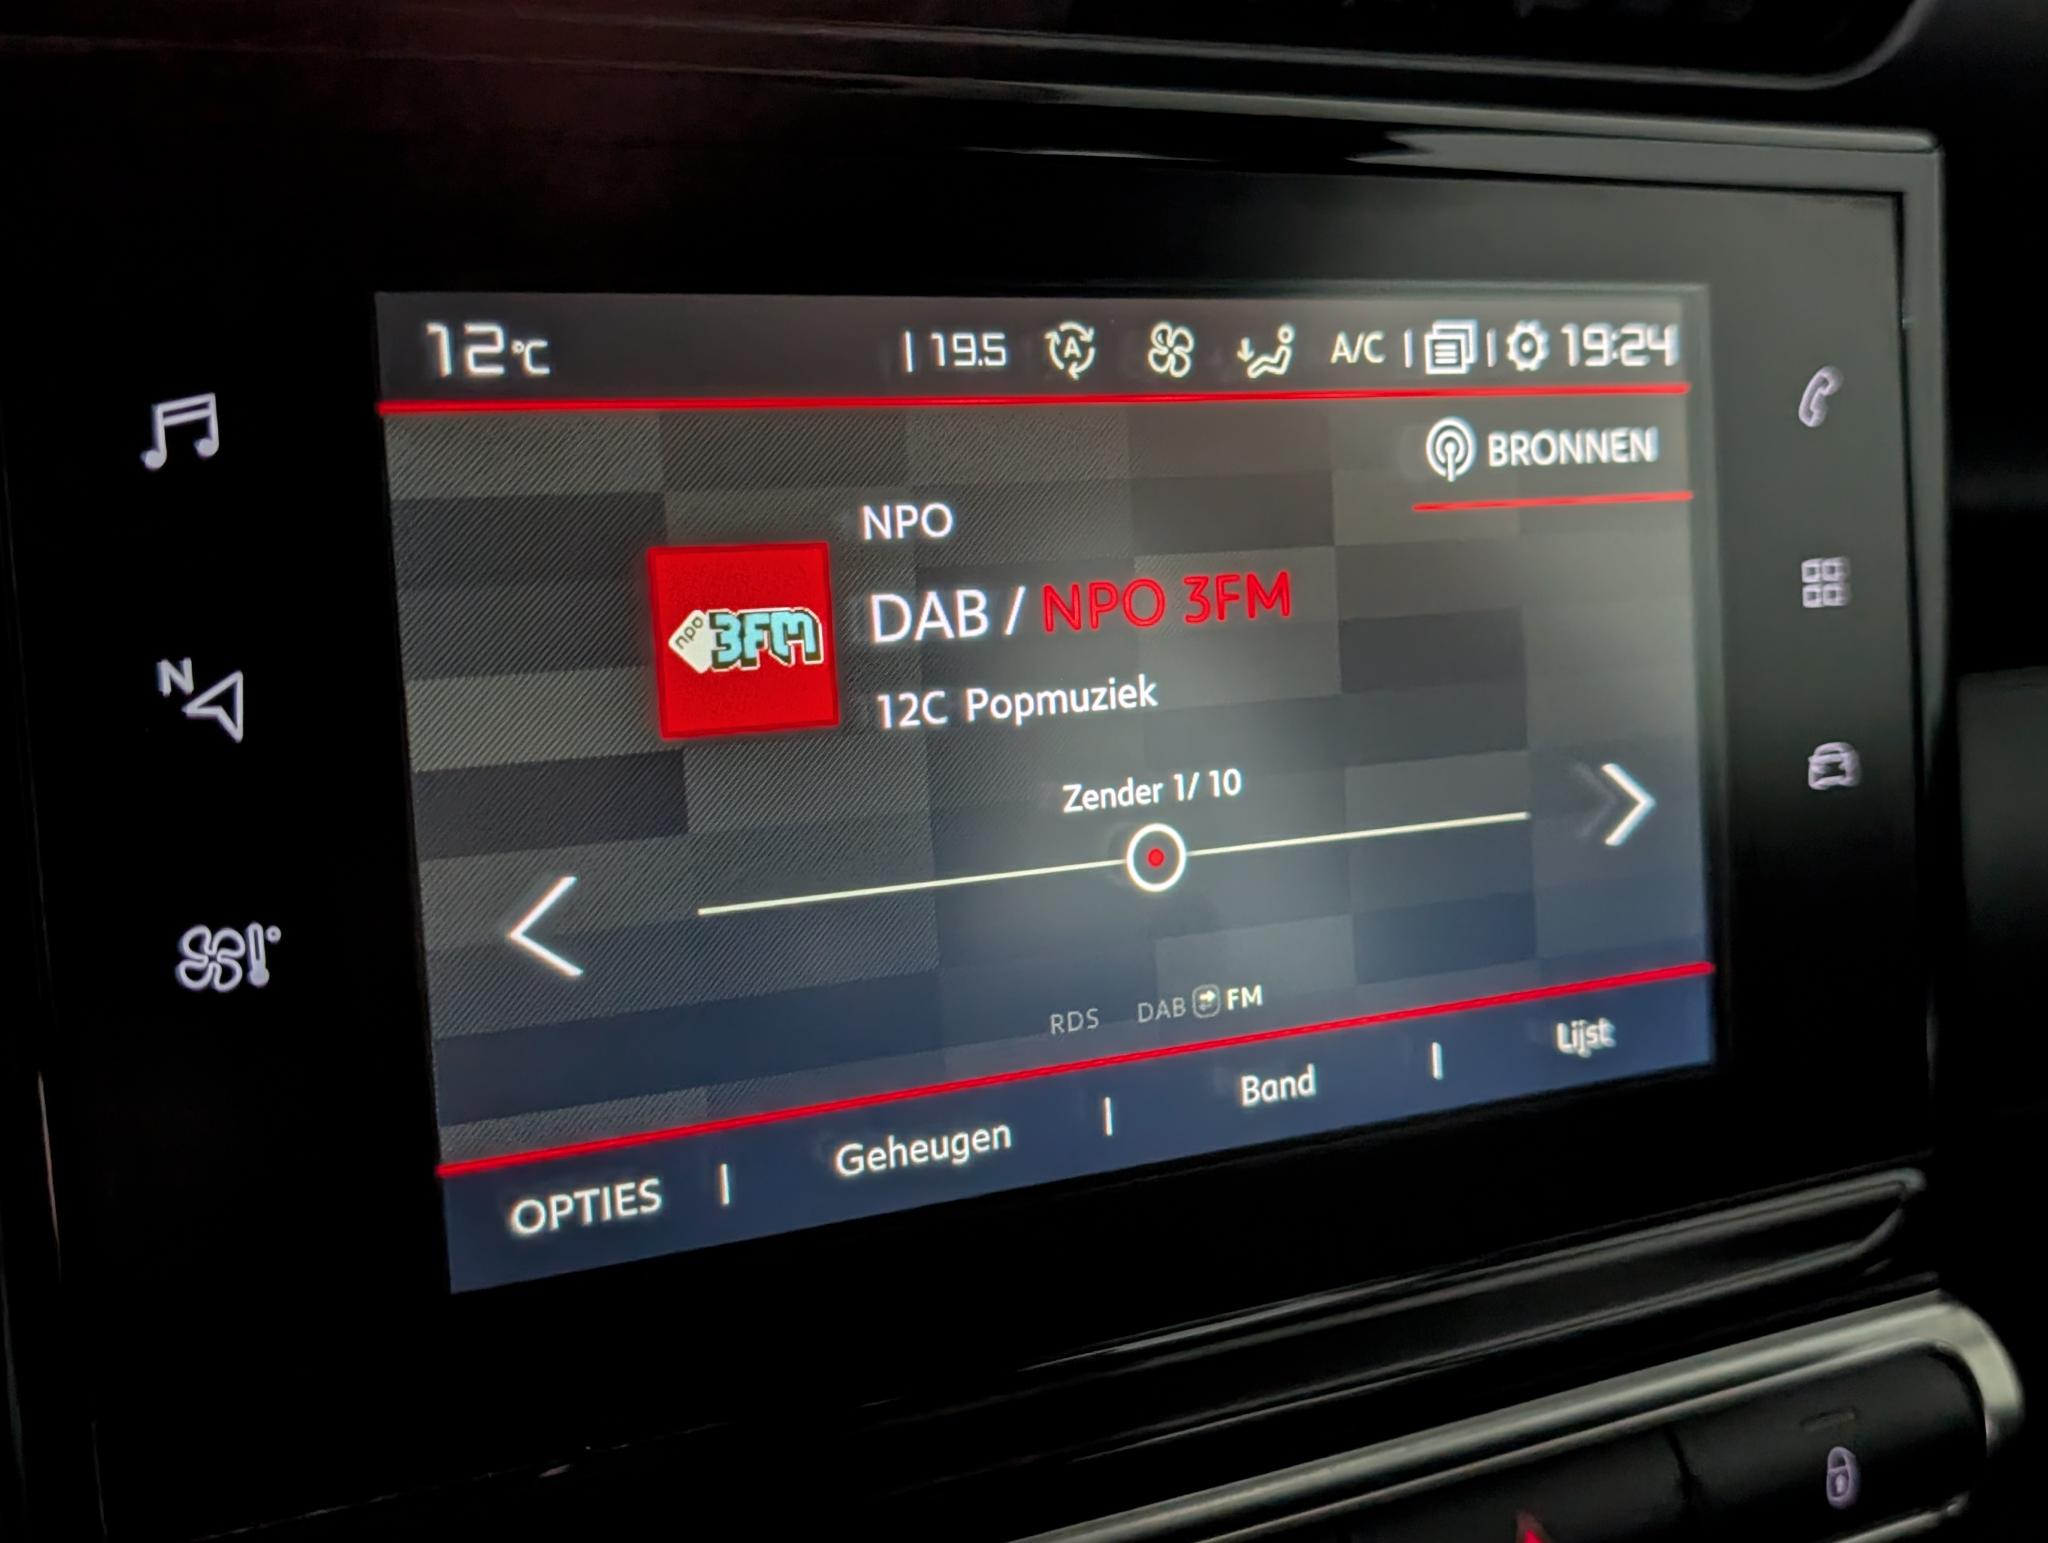 12°C | 19.5 A A/C | | 19:24
BRONNEN
NPO
npo 3FM
DAB / NPO 3FM
12C Popmuziek
Zender 1/ 10
N
RDS DAB FM
OPTIES | Geheugen | Band | Lijst